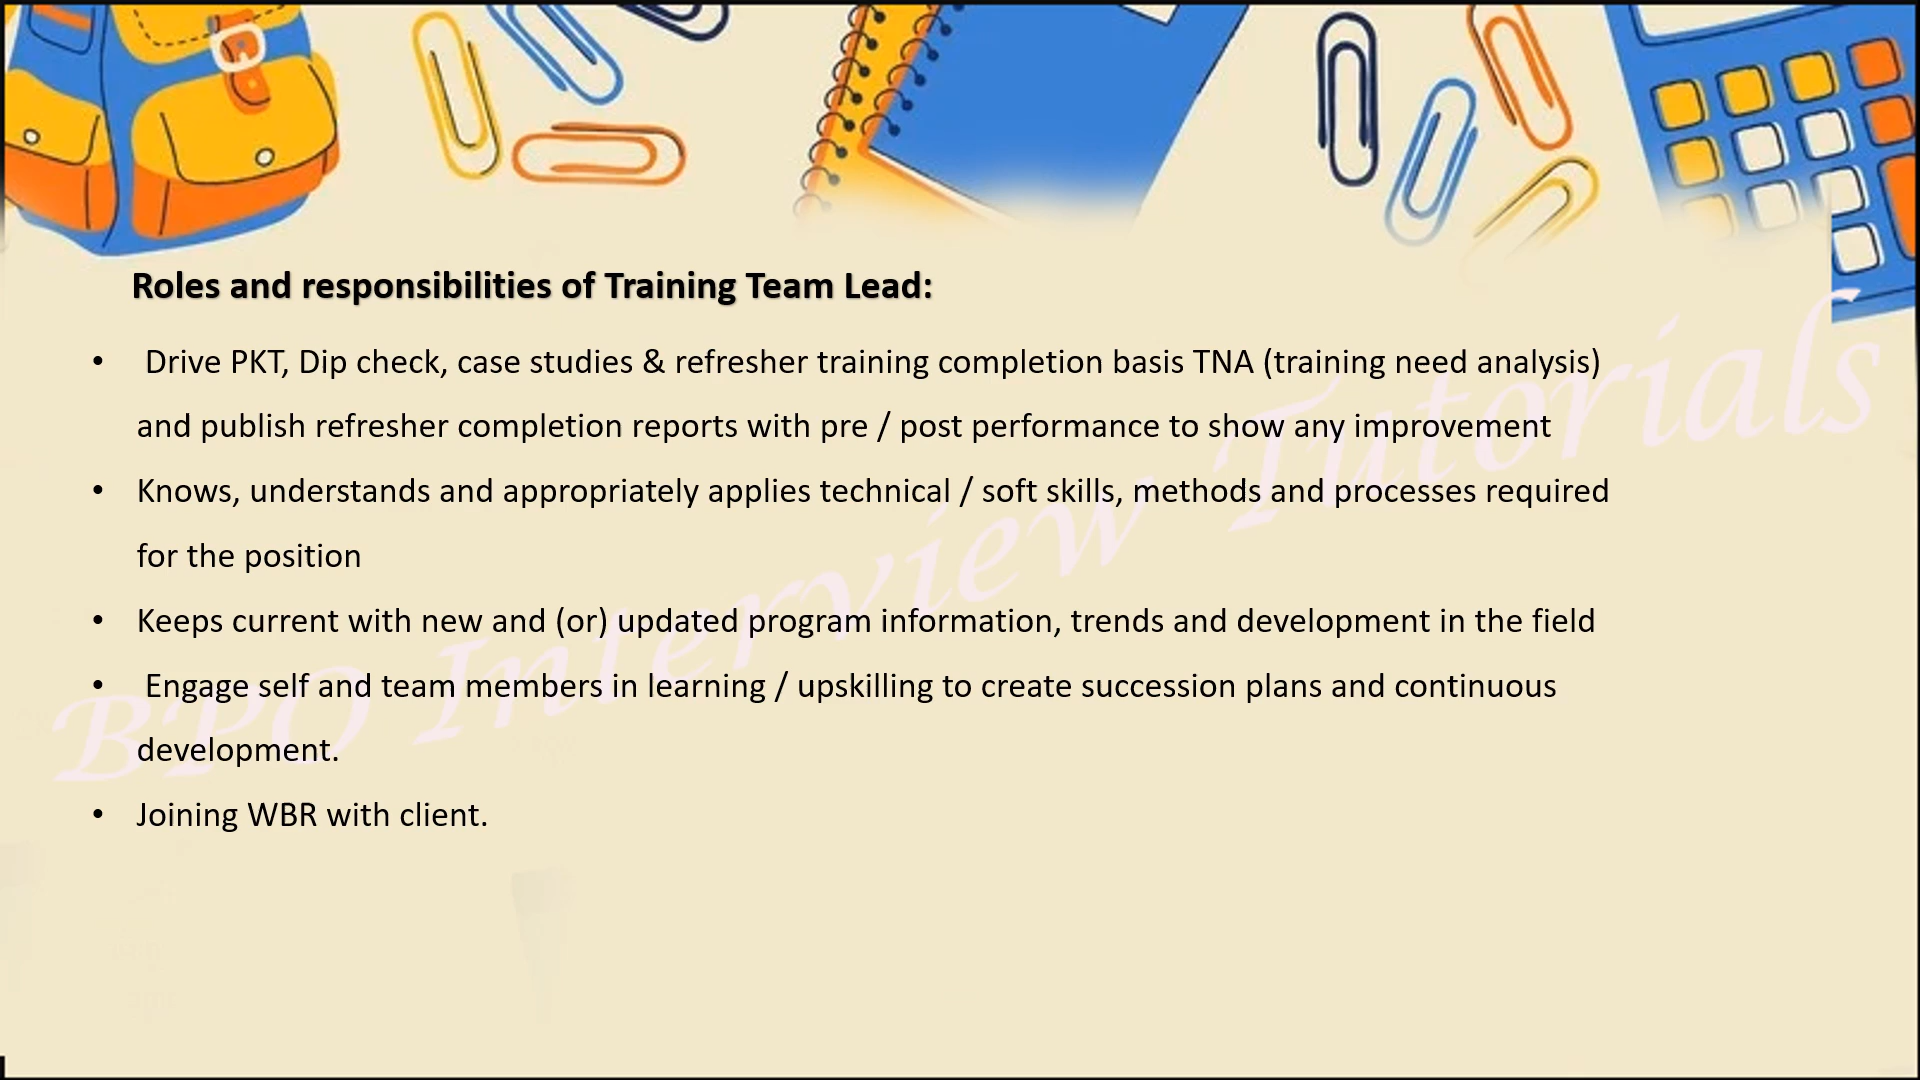 Roles and responsibilities of Training Team Lead:
• Drive PKT, Dip check, case studies & refresher training completion basis TNA (training need analysis)
and publish refresher completion reports with pre / post performance to show any improvement
• Knows, understands and appropriately applies technical / soft skills, methods and processes required
for the position
• Keeps current with new and (or) updated program information, trends and development in the field
• Engage self and team members in learning / upskilling to create succession plans and continuous
development.
• Joining WBR with client.
BPO Interview Tutorials